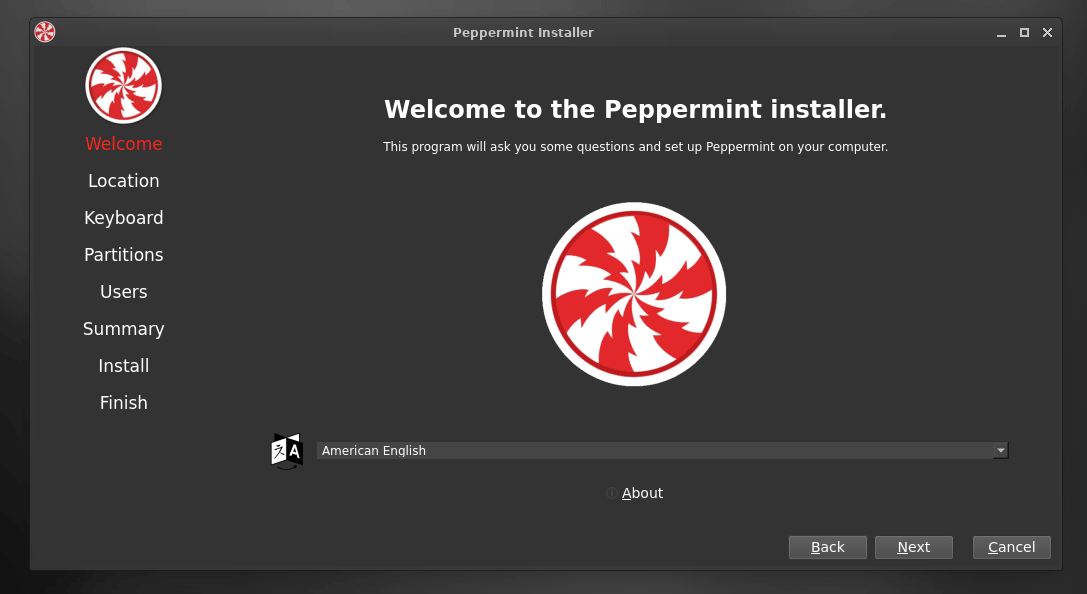 Peppermint Installer
Welcome
Location
Keyboard
Partitions
Users
Summary
Install
Finish
Welcome to the Peppermint installer.
This program will ask you some questions and set up Peppermint on your computer.
American English
About
Back
Next
Cancel